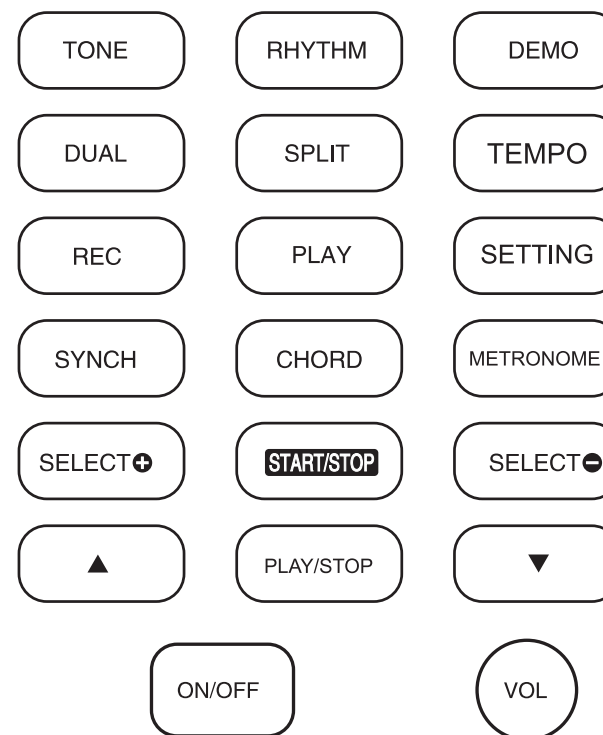 TONE RHYTHM DEMO
DUAL SPLIT TEMPO
REC PLAY SETTING
SYNCH CHORD METRONOME
SELECT+ START/STOP SELECT-
▲ PLAY/STOP ▼
ON/OFF VOL